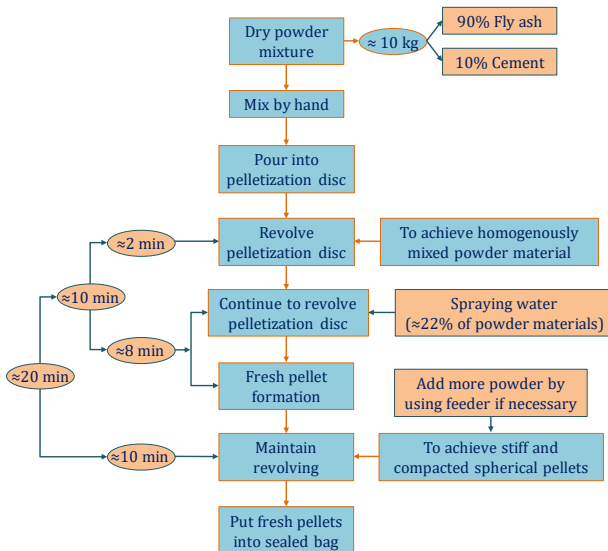 Dry powder
mixture
≈ 10 kg
90% Fly ash
10% Cement
Mix by hand
Pour into
pelletization disc
≈2 min
Revolve
pelletization disc
To achieve homogenously
mixed powder material
≈10 min
Continue to revolve
pelletization disc
Spraying water
(≈22% of powder materials)
≈8 min
≈20 min
Fresh pellet
formation
Add more powder by
using feeder if necessary
≈10 min
Maintain
revolving
To achieve stiff and
compacted spherical pellets
Put fresh pellets
into sealed bag